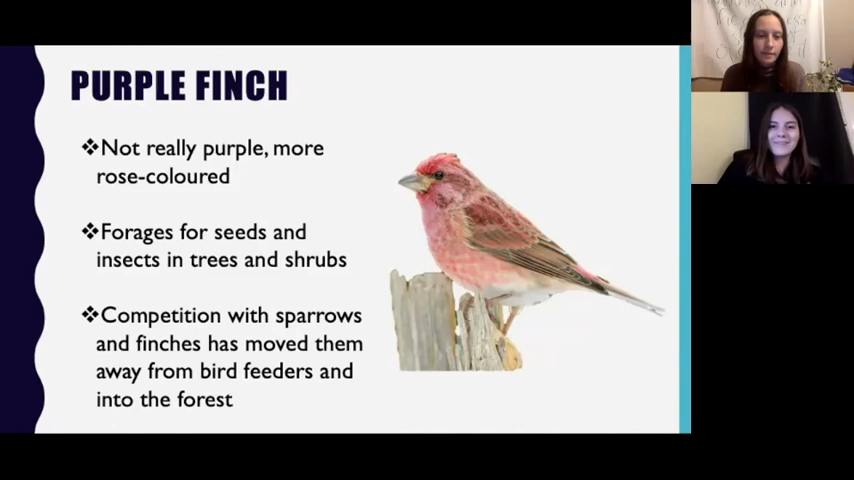 PURPLE FINCH
❖Not really purple, more
rose-coloured
❖Forages for seeds and
insects in trees and shrubs
❖Competition with sparrows
and finches has moved them
away from bird feeders and
into the forest